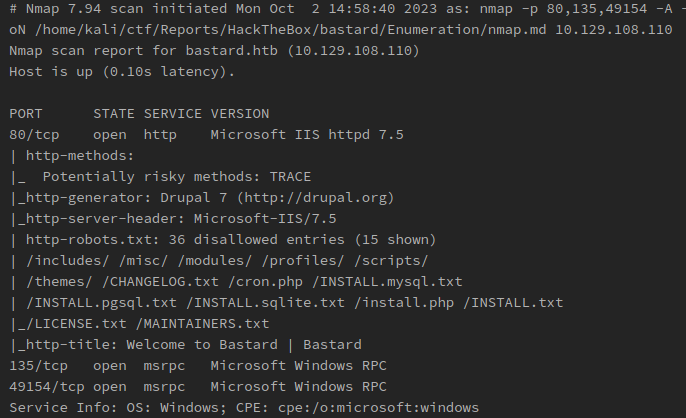 # Nmap 7.94 scan initiated Mon Oct  2 14:58:40 2023 as: nmap -p 80,135,49154 -A -
oN /home/kali/ctf/Reports/HackTheBox/bastard/Enumeration/nmap.md 10.129.108.110
Nmap scan report for bastard.htb (10.129.108.110)
Host is up (0.10s latency).
PORT      STATE SERVICE VERSION
80/tcp    open  http    Microsoft IIS httpd 7.5
| http-methods:
|_  Potentially risky methods: TRACE
|_http-generator: Drupal 7 (http://drupal.org)
|_http-server-header: Microsoft-IIS/7.5
| http-robots.txt: 36 disallowed entries (15 shown)
| /includes/ /misc/ /modules/ /profiles/ /scripts/
| /themes/ /CHANGELOG.txt /cron.php /INSTALL.mysql.txt
| /INSTALL.pgsql.txt /INSTALL.sqlite.txt /install.php /INSTALL.txt
|_/LICENSE.txt /MAINTAINERS.txt
|_http-title: Welcome to Bastard | Bastard
135/tcp   open  msrpc   Microsoft Windows RPC
49154/tcp open  msrpc   Microsoft Windows RPC
Service Info: OS: Windows; CPE: cpe:/o:microsoft:windows